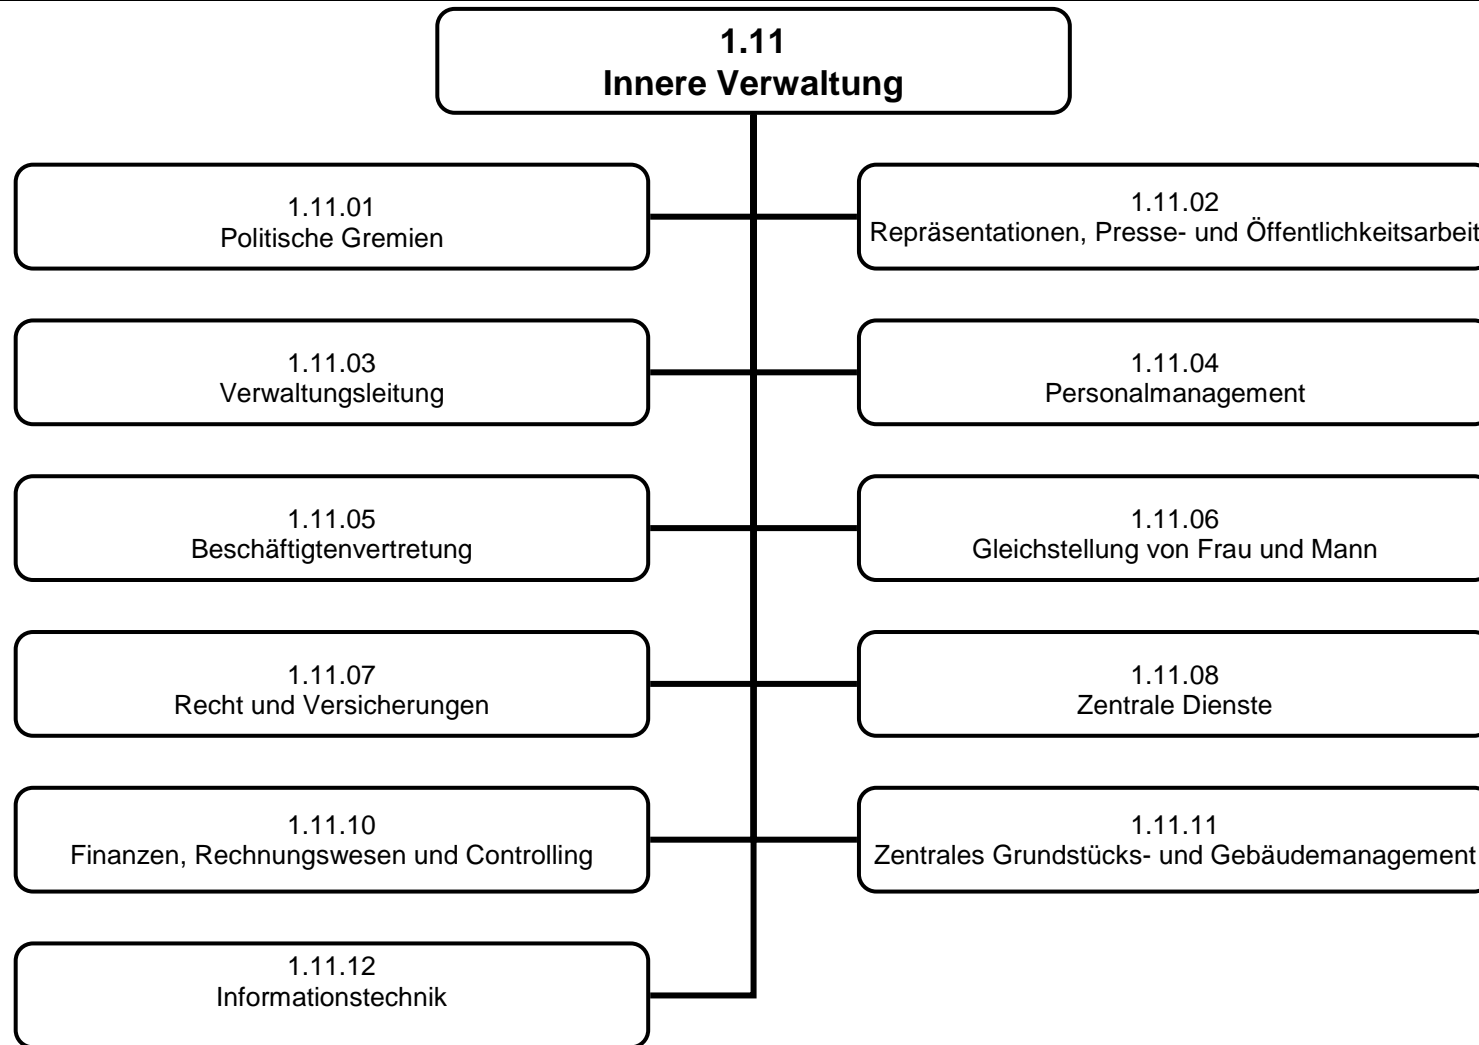 1.11
Innere Verwaltung
1.11.01
Politische Gremien
1.11.02
Repräsentationen, Presse- und Öffentlichkeitsarbeit
1.11.03
Verwaltungsleitung
1.11.04
Personalmanagement
1.11.05
Beschäftigtenvertretung
1.11.06
Gleichstellung von Frau und Mann
1.11.07
Recht und Versicherungen
1.11.08
Zentrale Dienste
1.11.10
Finanzen, Rechnungswesen und Controlling
1.11.11
Zentrales Grundstücks- und Gebäudemanagement
1.11.12
Informationstechnik